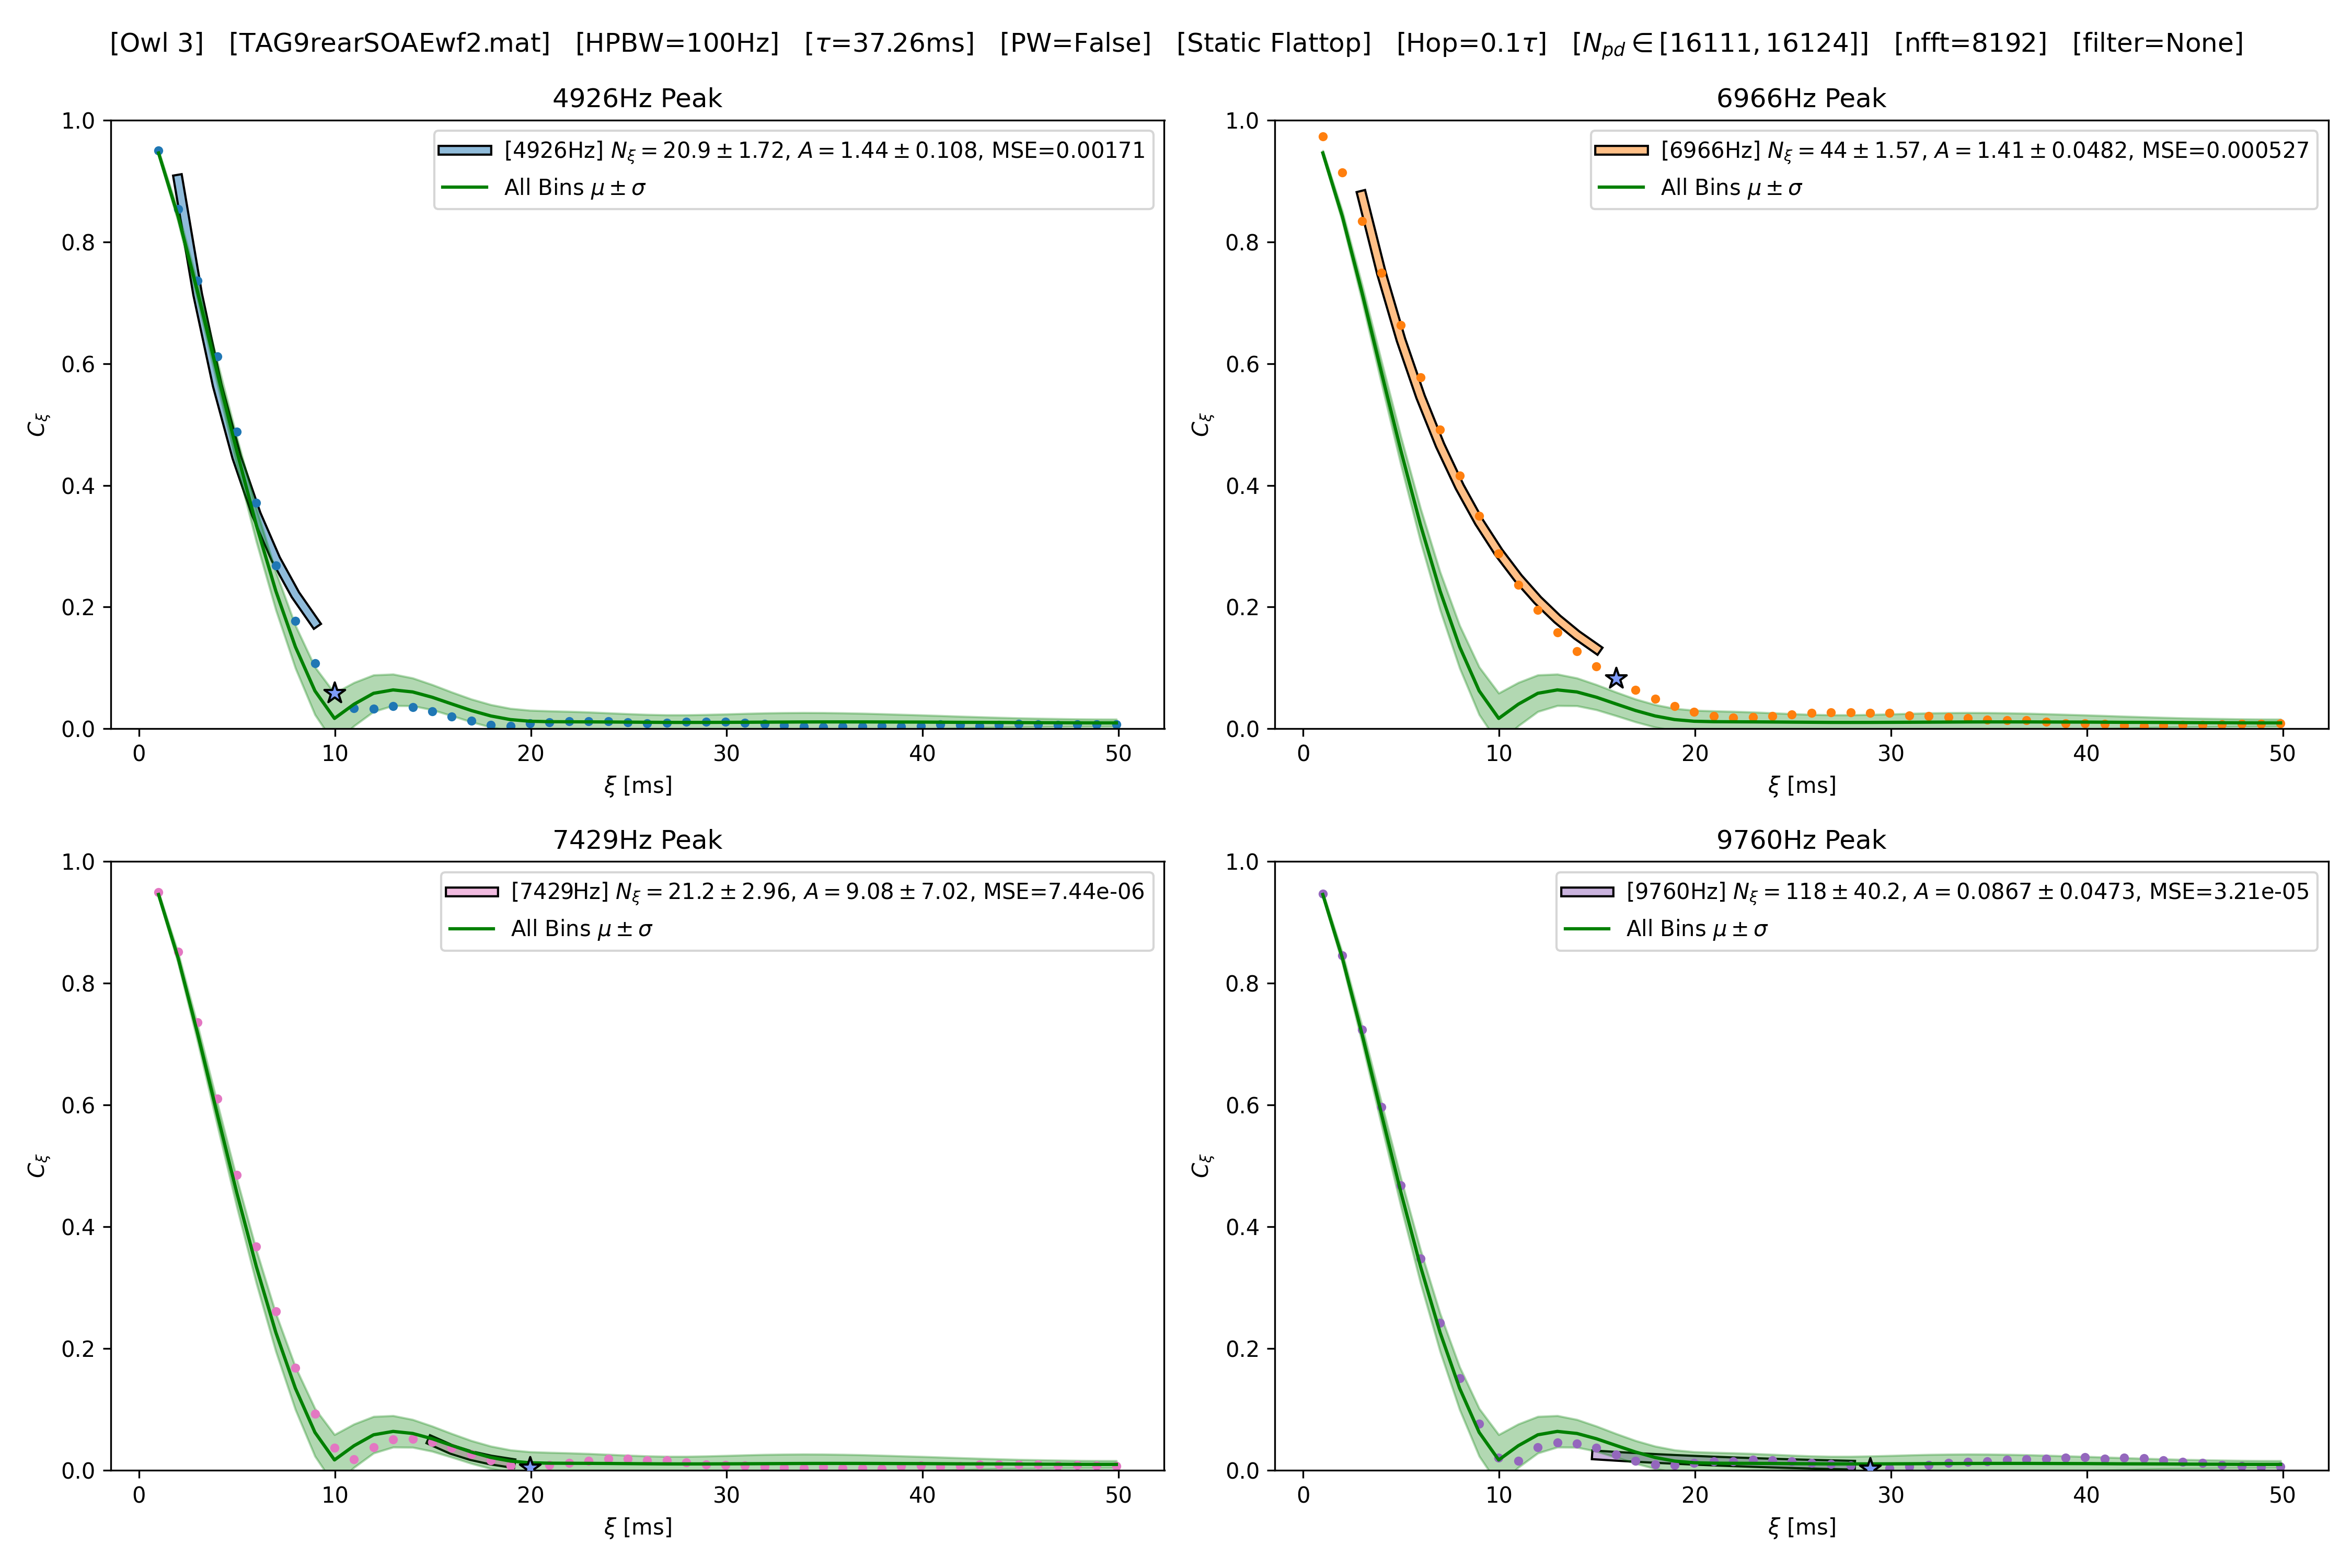 [Owl 3] [TAG9rearSOAEwf2.mat] [HPBW=100Hz] [τ=37.26ms] [PW=False] [Static Flattop] [Hop=0.1τ] [N_pd ∈ [16111, 16124]] [nfft=8192] [filter=None]
4926Hz Peak
[4926Hz] N_ξ = 20.9 ± 1.72, A = 1.44 ± 0.108, MSE=0.00171
All Bins μ ± σ
1.0
0.8
0.6
0.4
0.2
0.0
C_ξ
0 10 20 30 40 50
ξ [ms]
6966Hz Peak
[6966Hz] N_ξ = 44 ± 1.57, A = 1.41 ± 0.0482, MSE=0.000527
All Bins μ ± σ
1.0
0.8
0.6
0.4
0.2
0.0
C_ξ
0 10 20 30 40 50
ξ [ms]
7429Hz Peak
[7429Hz] N_ξ = 21.2 ± 2.96, A = 9.08 ± 7.02, MSE=7.44e-06
All Bins μ ± σ
1.0
0.8
0.6
0.4
0.2
0.0
C_ξ
0 10 20 30 40 50
ξ [ms]
9760Hz Peak
[9760Hz] N_ξ = 118 ± 40.2, A = 0.0867 ± 0.0473, MSE=3.21e-05
All Bins μ ± σ
1.0
0.8
0.6
0.4
0.2
0.0
C_ξ
0 10 20 30 40 50
ξ [ms]